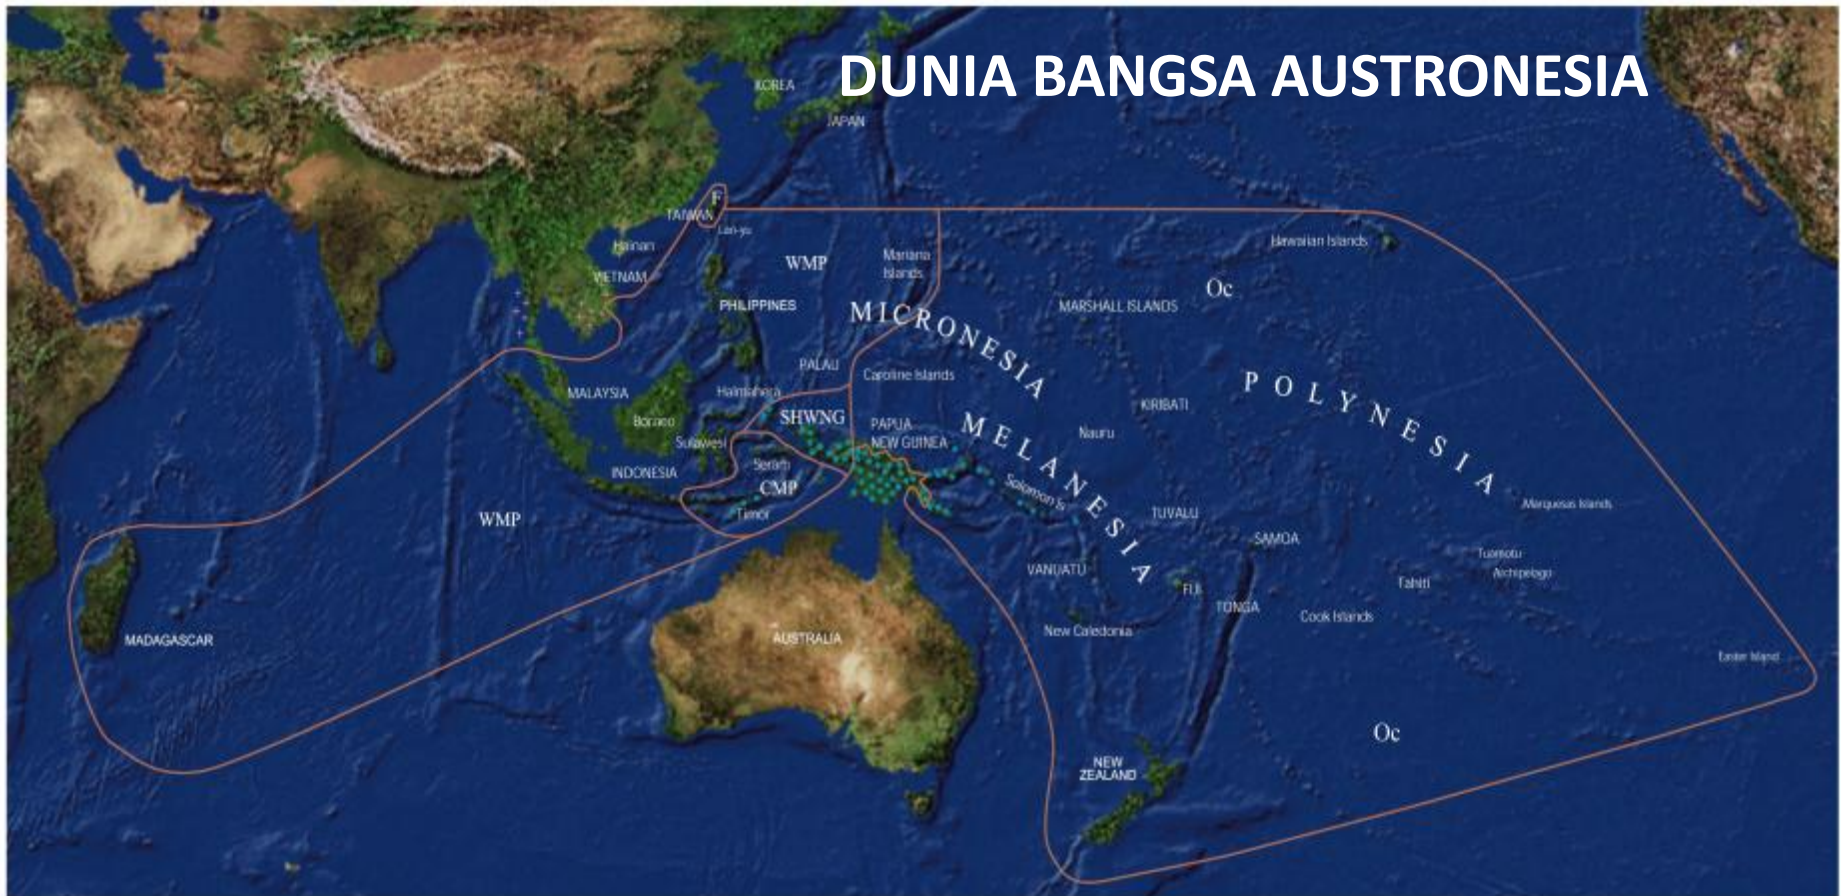 DUNIA BANGSA AUSTRONESIA
KOREA
JAPAN
F
TAIWAN
Lan-yu
Hainan
VIETNAM
WMP
Mariana
Islands
Hawaiian Islands
Oc
PHILIPPINES
MICRONESIA
MARSHALL ISLANDS
PALAU
Caroline Islands
POLYNESIA
MALAYSIA
Halmahera
Borneo
SHWNG
KIRIBATI
PAPUA
NEW GUINEA
MELANESIA
Nauru
Sulawesi
INDONESIA
Seram
CMP
Solomon Is
Marquesas Islands
WMP
Timor
TUVALU
SAMOA
Tuamotu
Archipelago
VANUATU
Tahiti
FIJI
TONGA
Cook Islands
MADAGASCAR
AUSTRALIA
New Caledonia
Easter Island
Oc
NEW
ZEALAND